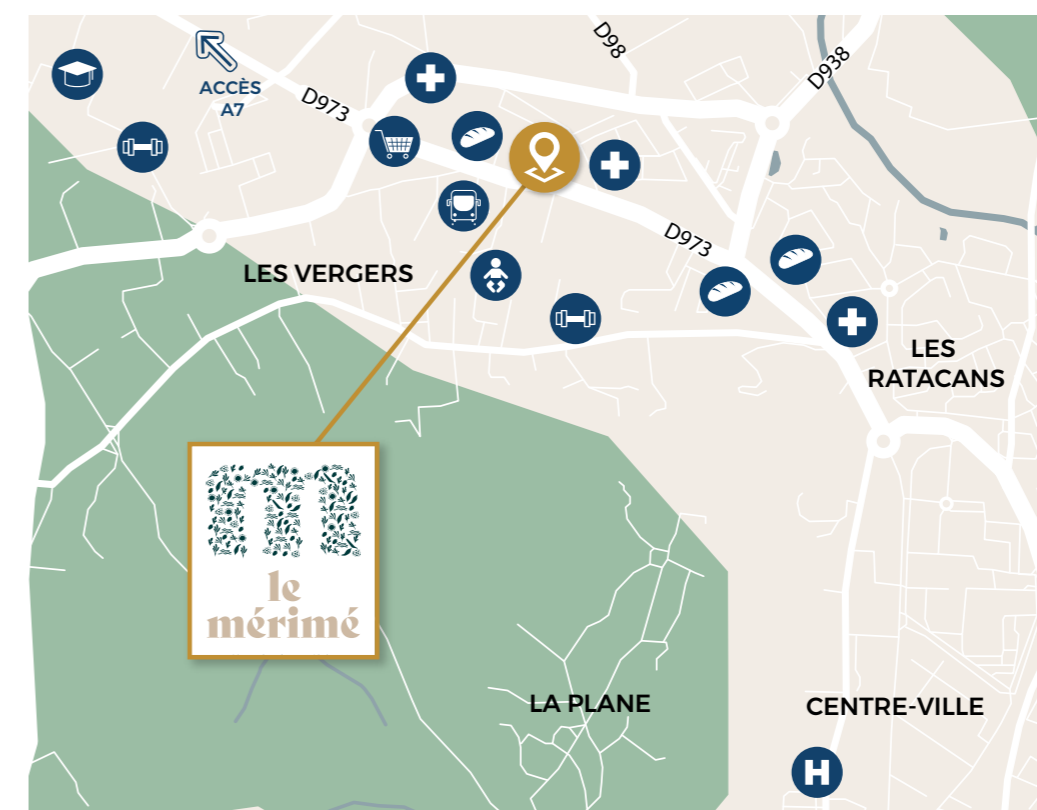 D98
D938
ACCÈS
A7
D973
D973
LES VERGERS
LES
RATACANS
le
mérimé
LA PLANE
CENTRE-VILLE
H